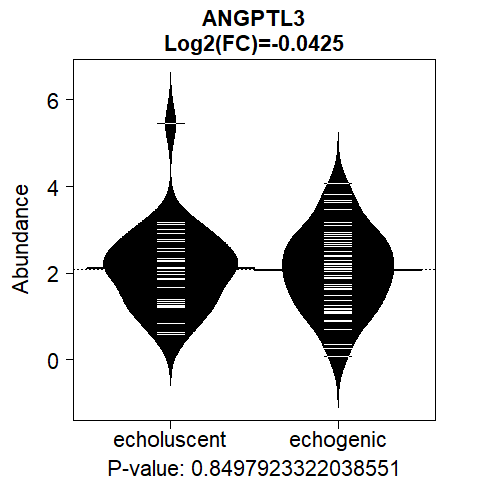 ANGPTL3
Log2(FC)=-0.0425
Abundance
6
4
2
0
echoluscent echogenic
P-value: 0.8497923322038551